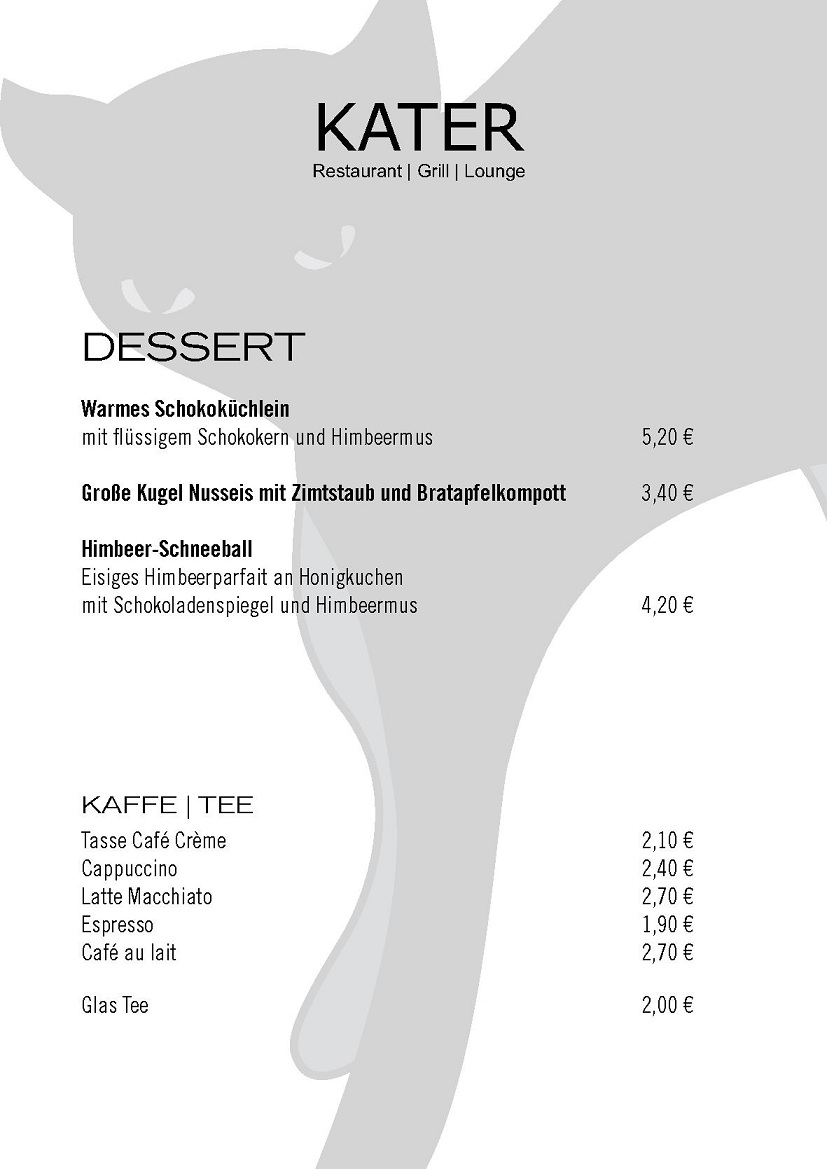 KATER
Restaurant | Grill | Lounge
DESSERT
Warmes Schokoküchlein
mit flüssigem Schokokern und Himbeermus 5,20 €
Große Kugel Nusseis mit Zimtstaub und Bratapfelkompott 3,40 €
Himbeer-Schneeball
Eisiges Himbeerparfait an Honigkuchen
mit Schokoladenspiegel und Himbeermus 4,20 €
KAFFE | TEE
Tasse Café Crème 2,10 €
Cappuccino 2,40 €
Latte Macchiato 2,70 €
Espresso 1,90 €
Café au lait 2,70 €
Glas Tee 2,00 €